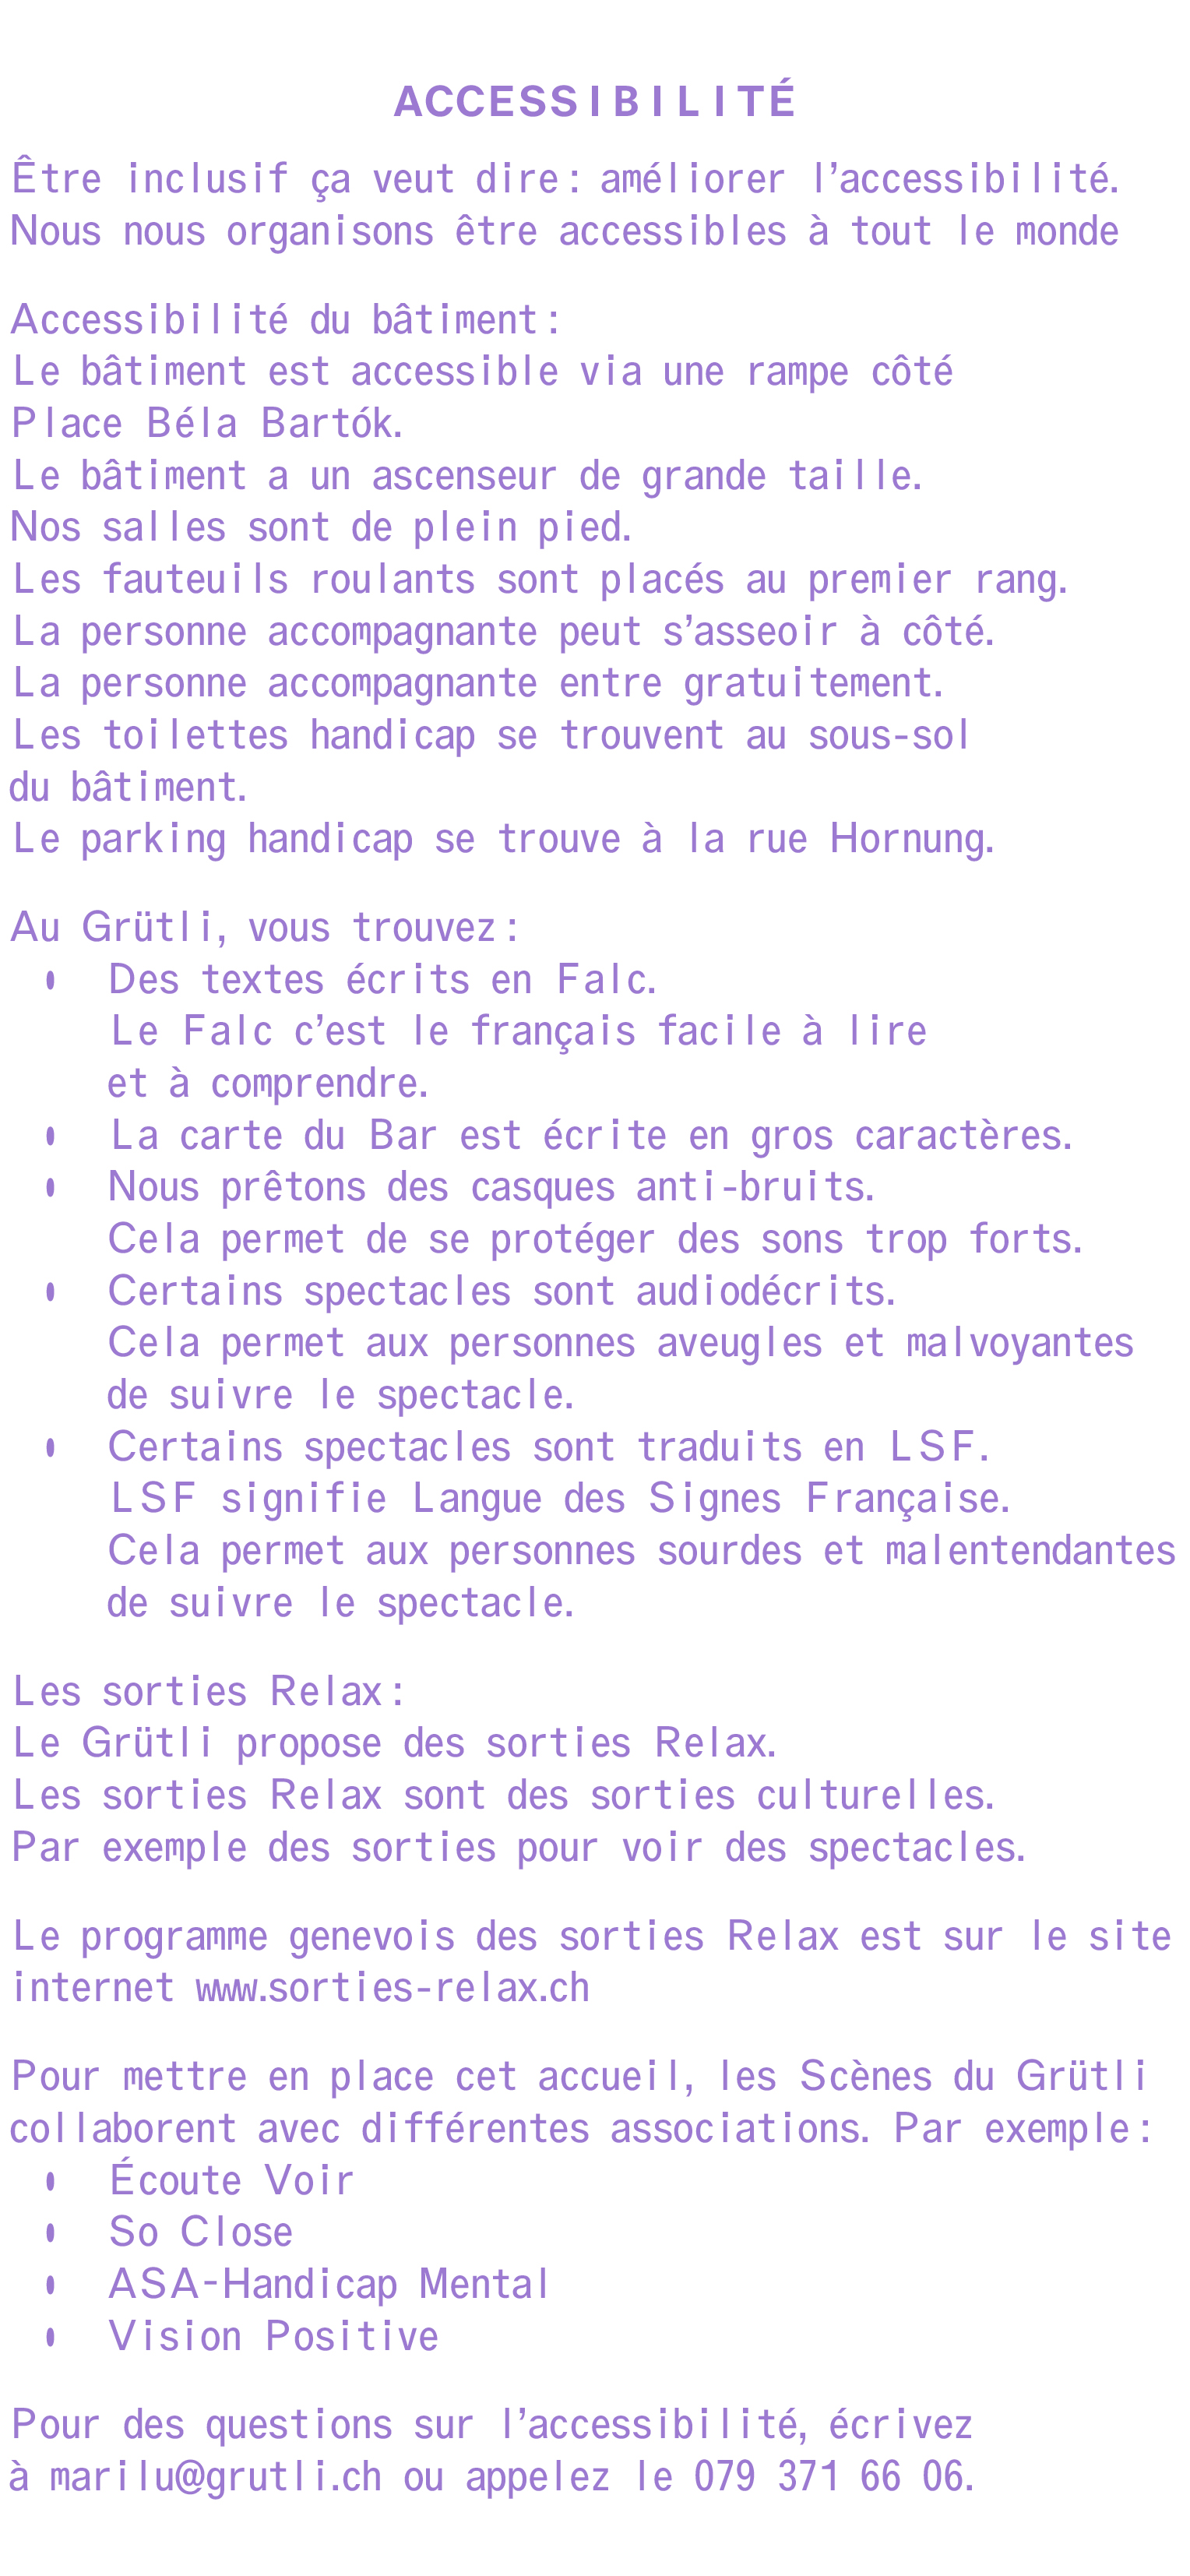 ACCESSIBILITÉ
Être inclusif ça veut dire : améliorer l’accessibilité.
Nous nous organisons être accessibles à tout le monde
Accessibilité du bâtiment :
Le bâtiment est accessible via une rampe côté
Place Béla Bartók.
Le bâtiment a un ascenseur de grande taille.
Nos salles sont de plein pied.
Les fauteuils roulants sont placés au premier rang.
La personne accompagnante peut s’asseoir à côté.
La personne accompagnante entre gratuitement.
Les toilettes handicap se trouvent au sous-sol
du bâtiment.
Le parking handicap se trouve à la rue Hornung.
Au Grütli, vous trouvez :
• Des textes écrits en Falc.
Le Falc c’est le français facile à lire
et à comprendre.
• La carte du Bar est écrite en gros caractères.
• Nous prêtons des casques anti-bruits.
Cela permet de se protéger des sons trop forts.
• Certains spectacles sont audiodécrits.
Cela permet aux personnes aveugles et malvoyantes
de suivre le spectacle.
• Certains spectacles sont traduits en LSF.
LSF signifie Langue des Signes Française.
Cela permet aux personnes sourdes et malentendantes
de suivre le spectacle.
Les sorties Relax :
Le Grütli propose des sorties Relax.
Les sorties Relax sont des sorties culturelles.
Par exemple des sorties pour voir des spectacles.
Le programme genevois des sorties Relax est sur le site
internet www.sorties-relax.ch
Pour mettre en place cet accueil, les Scènes du Grütli
collaborent avec différentes associations. Par exemple :
• Écoute Voir
• So Close
• ASA-Handicap Mental
• Vision Positive
Pour des questions sur l’accessibilité, écrivez
à marilu@grutli.ch ou appelez le 079 371 66 06.